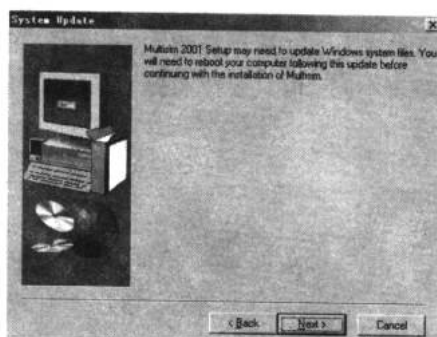 System Update
Multisim 2001 Setup may need to update Windows system files. You
will need to reboot your computer following this update before
continuing with the installation of Multisim.
< Back
Next >
Cancel